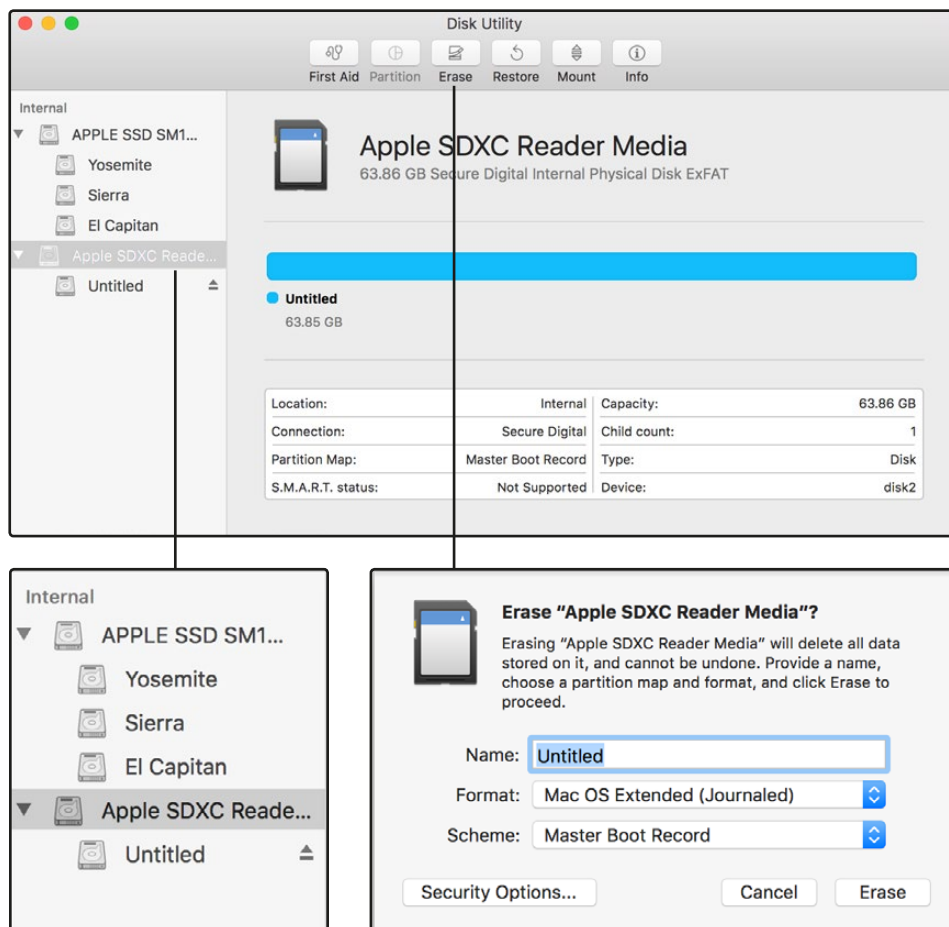 Disk Utility
First Aid Partition Erase Restore Mount Info
Internal
APPLE SSD SM1...
Yosemite
Sierra
El Capitan
Apple SDXC Reade...
Untitled
Apple SDXC Reader Media
63.86 GB Secure Digital Internal Physical Disk ExFAT
Untitled
63.85 GB
Location: Internal Capacity: 63.86 GB
Connection: Secure Digital Child count: 1
Partition Map: Master Boot Record Type: Disk
S.M.A.R.T. status: Not Supported Device: disk2
Internal
APPLE SSD SM1...
Yosemite
Sierra
El Capitan
Apple SDXC Reade...
Untitled
Erase “Apple SDXC Reader Media”?
Erasing “Apple SDXC Reader Media” will delete all data
stored on it, and cannot be undone. Provide a name,
choose a partition map and format, and click Erase to
proceed.
Name: Untitled
Format: Mac OS Extended (Journaled)
Scheme: Master Boot Record
Security Options... Cancel Erase